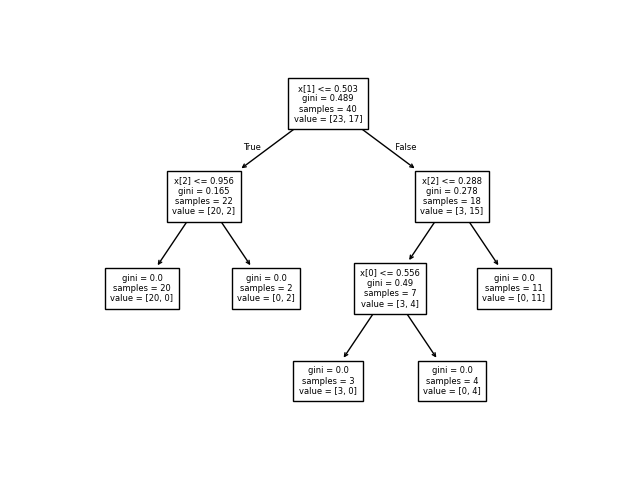 x[1] <= 0.503
gini = 0.489
samples = 40
value = [23, 17]
True
False
x[2] <= 0.956
gini = 0.165
samples = 22
value = [20, 2]
x[2] <= 0.288
gini = 0.278
samples = 18
value = [3, 15]
gini = 0.0
samples = 20
value = [20, 0]
gini = 0.0
samples = 2
value = [0, 2]
x[0] <= 0.556
gini = 0.49
samples = 7
value = [3, 4]
gini = 0.0
samples = 11
value = [0, 11]
gini = 0.0
samples = 3
value = [3, 0]
gini = 0.0
samples = 4
value = [0, 4]